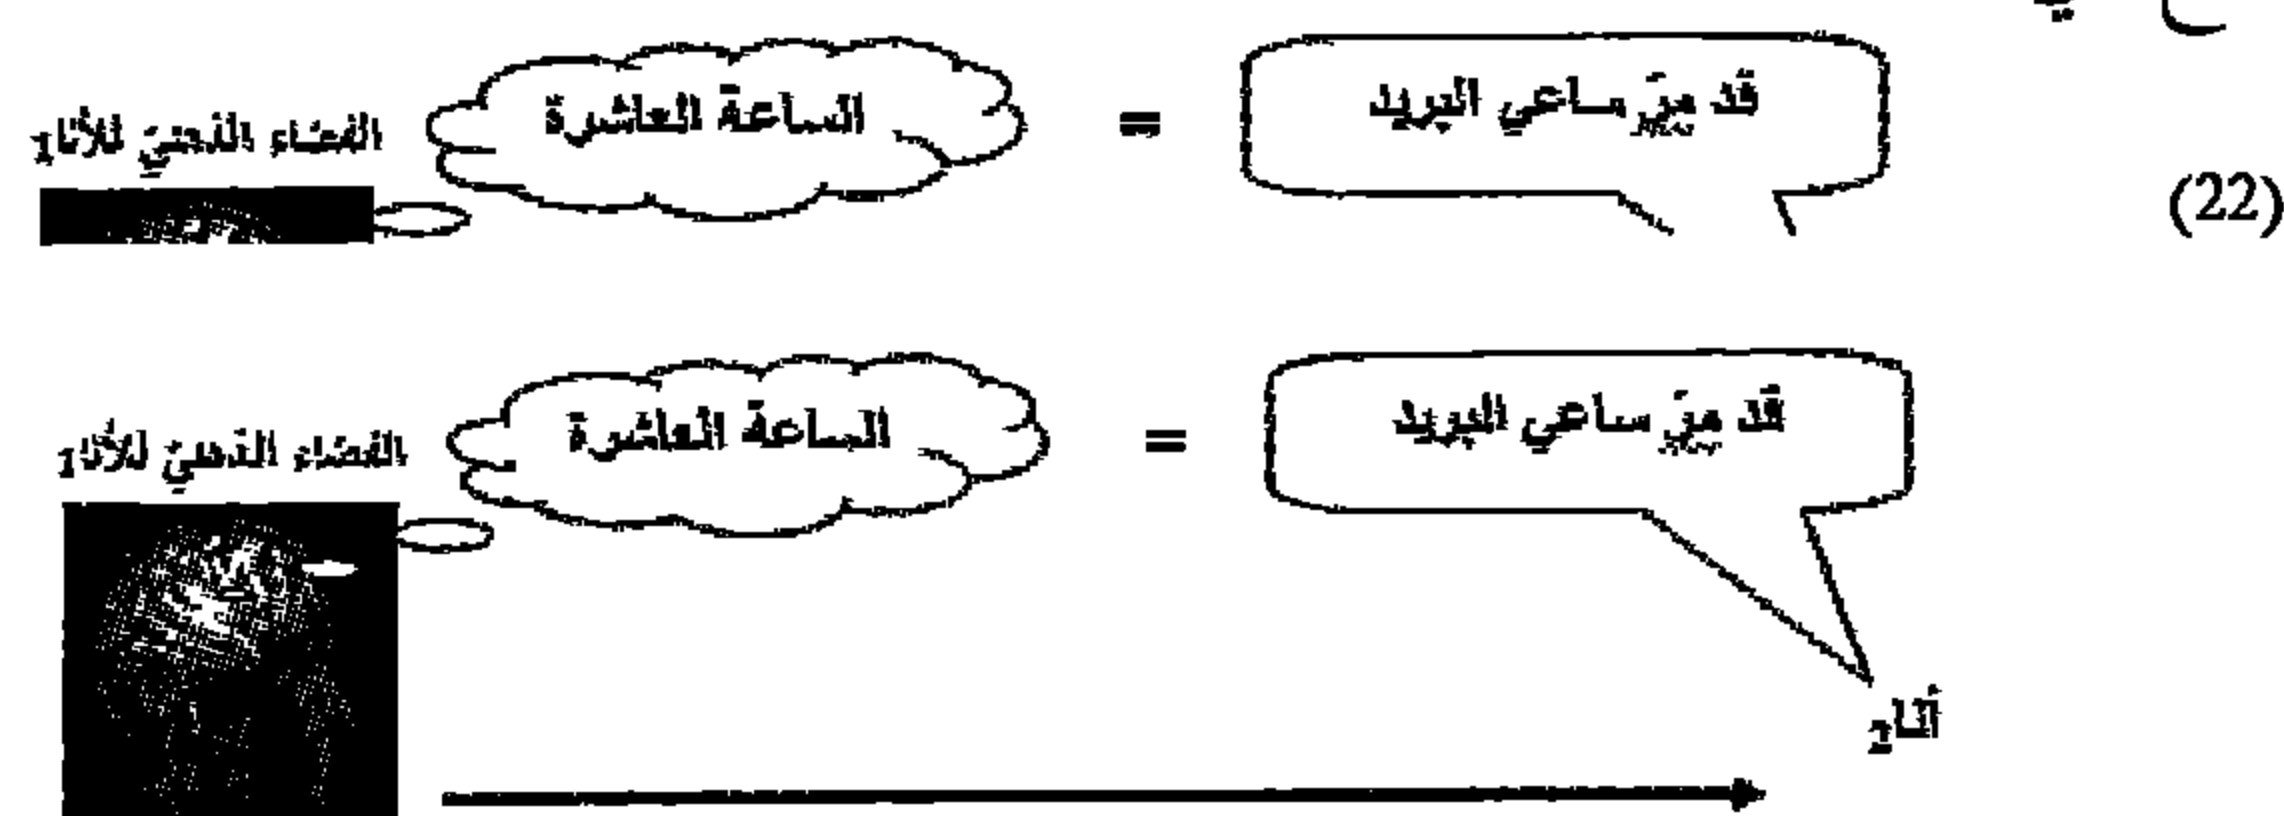 قد مرّ ساعي البريد = الساعة العاشرة الفضاء الذهنيّ للأنا1
(22)
قد مرّ ساعي البريد = الساعة العاشرة الفضاء الذهنيّ للأنا1
أنا2